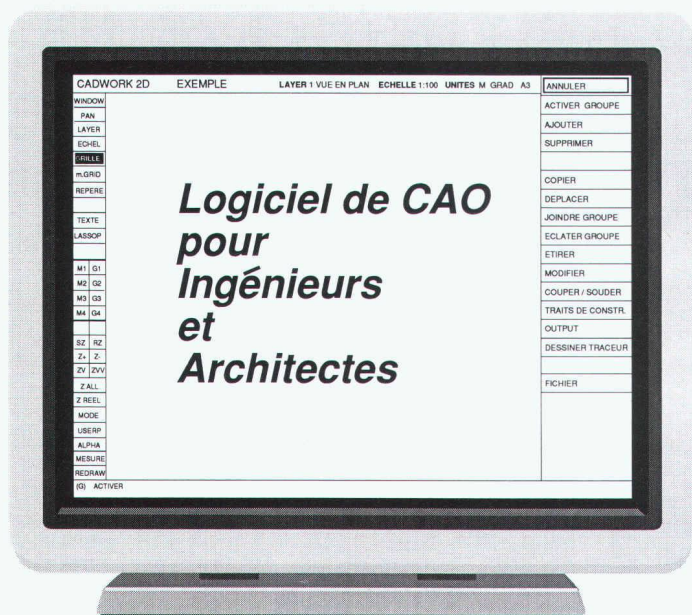 CADWORK 2D EXEMPLE LAYER 1 VUE EN PLAN ECHELLE 1:100 UNITES M GRAD A3
WINDOW
PAN
LAYER
ECHEL
GRILLE
m.GRID
REPERE
TEXTE
LASSOP
M1 G1
M2 G2
M3 G3
M4 G4
SZ RZ
Z+ Z-
ZV ZVV
Z ALL
Z REEL
MODE
USERP
ALPHA
MESURE
REDRAW
(G) ACTIVER
Logiciel de CAO
pour
Ingénieurs
et
Architectes
ANNULER
ACTIVER GROUPE
AJOUTER
SUPPRIMER
COPIER
DEPLACER
JOINDRE GROUPE
ECLATER GROUPE
ETIRER
MODIFIER
COUPER / SOUDER
TRAITS DE CONSTR.
OUTPUT
DESSINER TRACEUR
FICHIER